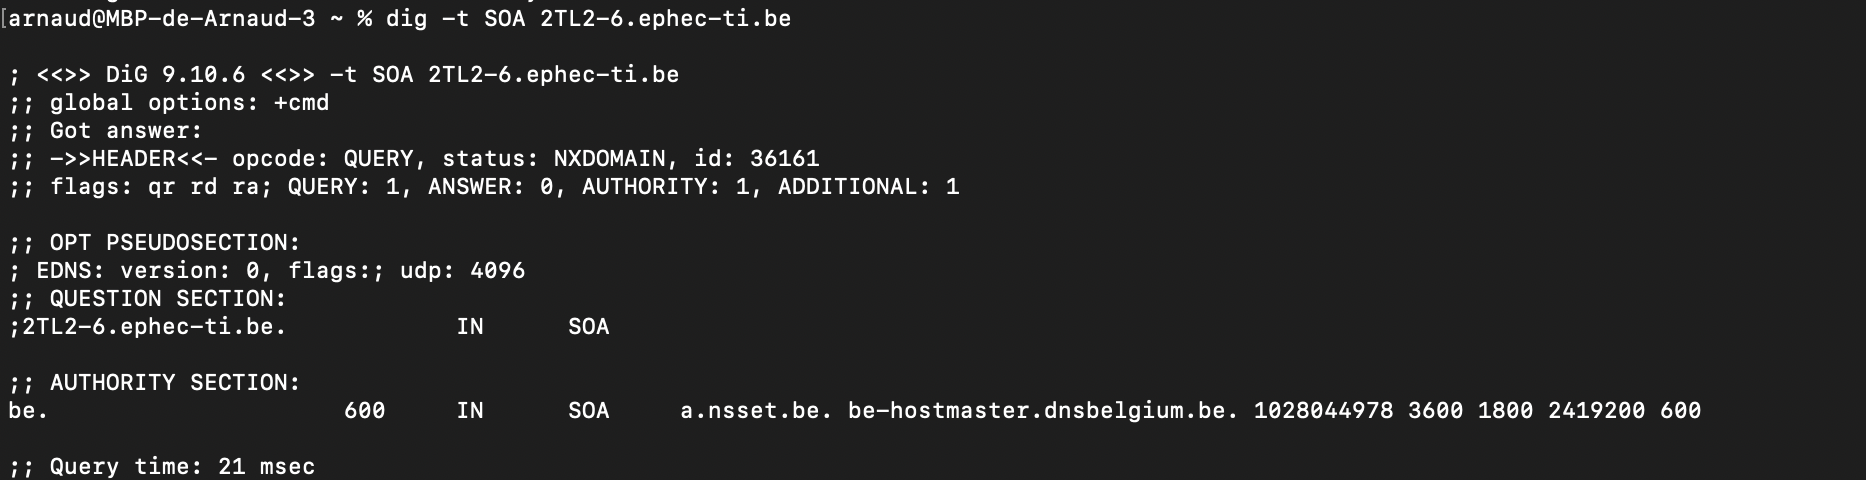 [arnaud@MBP-de-Arnaud-3 ~ % dig -t SOA 2TL2-6.ephec-ti.be
; <<>> DiG 9.10.6 <<>> -t SOA 2TL2-6.ephec-ti.be
;; global options: +cmd
;; Got answer:
;; ->>HEADER<<- opcode: QUERY, status: NXDOMAIN, id: 36161
;; flags: qr rd ra; QUERY: 1, ANSWER: 0, AUTHORITY: 1, ADDITIONAL: 1
;; OPT PSEUDOSECTION:
; EDNS: version: 0, flags:; udp: 4096
;; QUESTION SECTION:
;2TL2-6.ephec-ti.be. IN SOA
;; AUTHORITY SECTION:
be. 600 IN SOA a.nsset.be. be-hostmaster.dnsbelgium.be. 1028044978 3600 1800 2419200 600
;; Query time: 21 msec